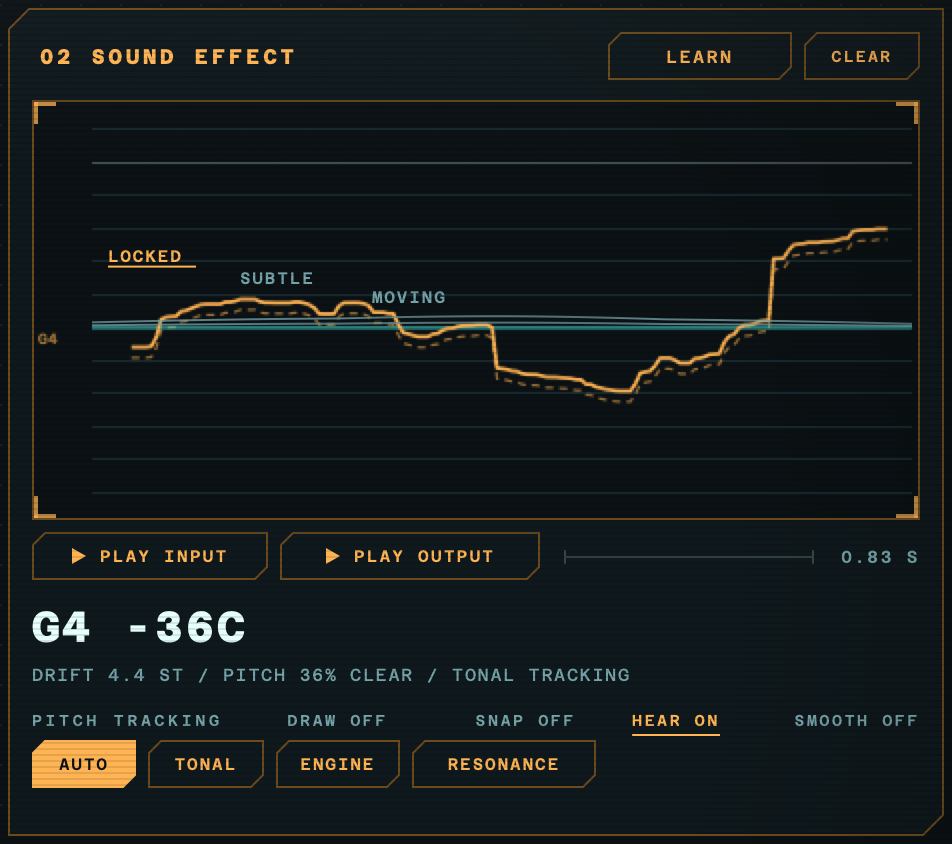 02 SOUND EFFECT
LEARN
CLEAR
LOCKED
SUBTLE
MOVING
G4
PLAY INPUT
PLAY OUTPUT
0.83 S
G4 -36C
DRIFT 4.4 ST / PITCH 36% CLEAR / TONAL TRACKING
PITCH TRACKING
DRAW OFF
SNAP OFF
HEAR ON
SMOOTH OFF
AUTO
TONAL
ENGINE
RESONANCE